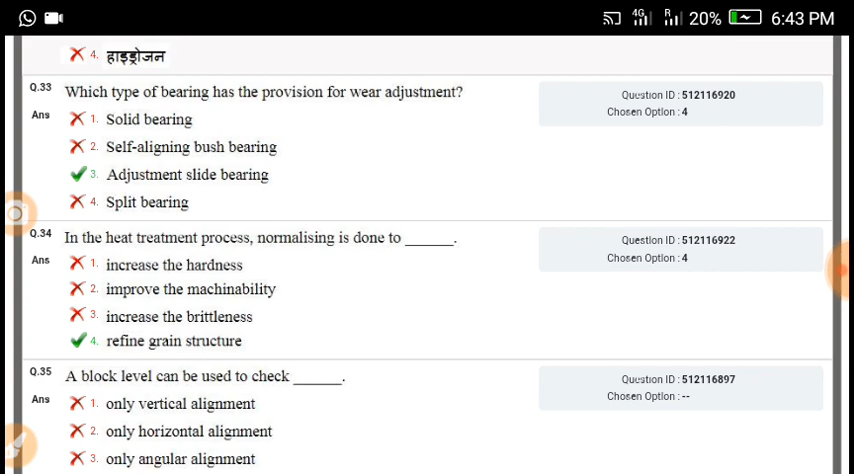 4G R 20% 6:43 PM
4. हाइड्रोजन
Q.33 Which type of bearing has the provision for wear adjustment?
Question ID : 512116920
Chosen Option : 4
Ans 1. Solid bearing
2. Self-aligning bush bearing
3. Adjustment slide bearing
4. Split bearing
Q.34 In the heat treatment process, normalising is done to ______.
Question ID : 512116922
Chosen Option : 4
Ans 1. increase the hardness
2. improve the machinability
3. increase the brittleness
4. refine grain structure
Q.35 A block level can be used to check ______.
Question ID : 512116897
Chosen Option : --
Ans 1. only vertical alignment
2. only horizontal alignment
3. only angular alignment